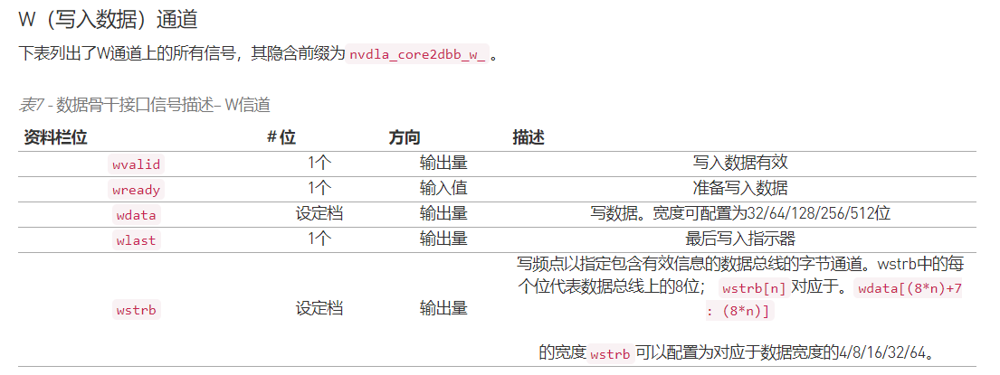 W（写入数据）通道
下表列出了W通道上的所有信号，其隐含前缀为 nvdla_core2dbb_w_ 。
表7 - 数据骨干接口信号描述– W信道
资料栏位 # 位 方向 描述
wvalid 1个 输出量 写入数据有效
wready 1个 输入值 准备写入数据
wdata 设定档 输出量 写数据。宽度可配置为32/64/128/256/512位
wlast 1个 输出量 最后写入指示器
wstrb 设定档 输出量 写频点以指定包含有效信息的数据总线的字节通道。wstrb中的每
个位代表数据总线上的8位； wstrb[n] 对应于。 wdata[(8*n)+7
: (8*n)]
的宽度 wstrb 可以配置为对应于数据宽度的4/8/16/32/64。